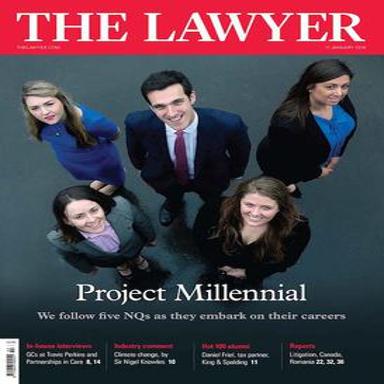 THE LAWYER
THELAWYER.COM
11 JANUARY 2016
Project Millennial
We follow five NQs as they embark on their careers
In-house interviews
GCs at Travis Perkins and
Partnerships in Care 8, 14
Industry comment
Climate change, by
Sir Nigel Knowles 10
Hot 100 alumni
Daniel Friel, tax partner,
King & Spalding 11
Reports
Litigation, Canada,
Romania 22, 32, 36